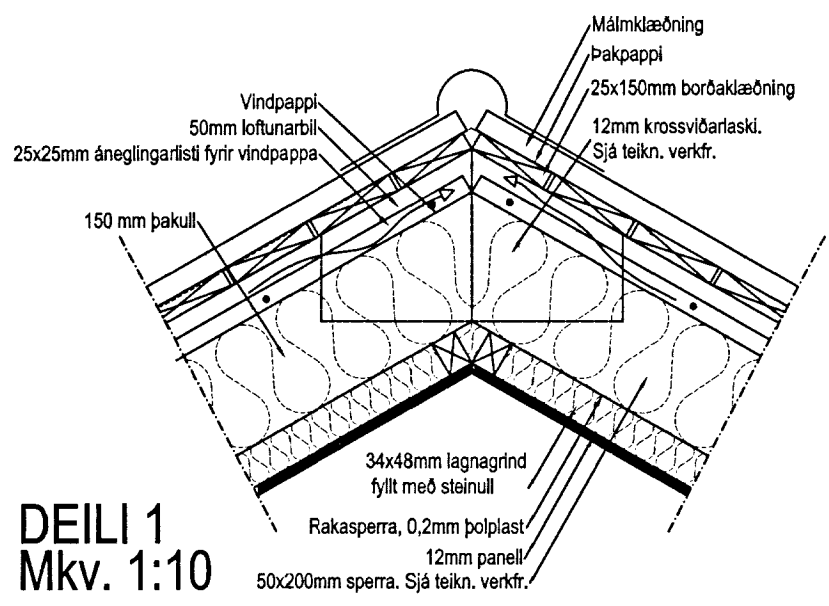 Málmklæðning
Þakpappi
25x150mm borðaklæðning
12mm krossviðarlaski.
Sjá teikn. verkfr.
Vindpappi
50mm loftunarbil
25x25mm áneglingarlisti fyrir vindpappa
150 mm þakull
34x48mm lagnagrind
fyllt með steinull
Rakasperra, 0,2mm þolplast
12mm panell
50x200mm sperra. Sjá teikn. verkfr.
DEILI 1
Mkv. 1:10